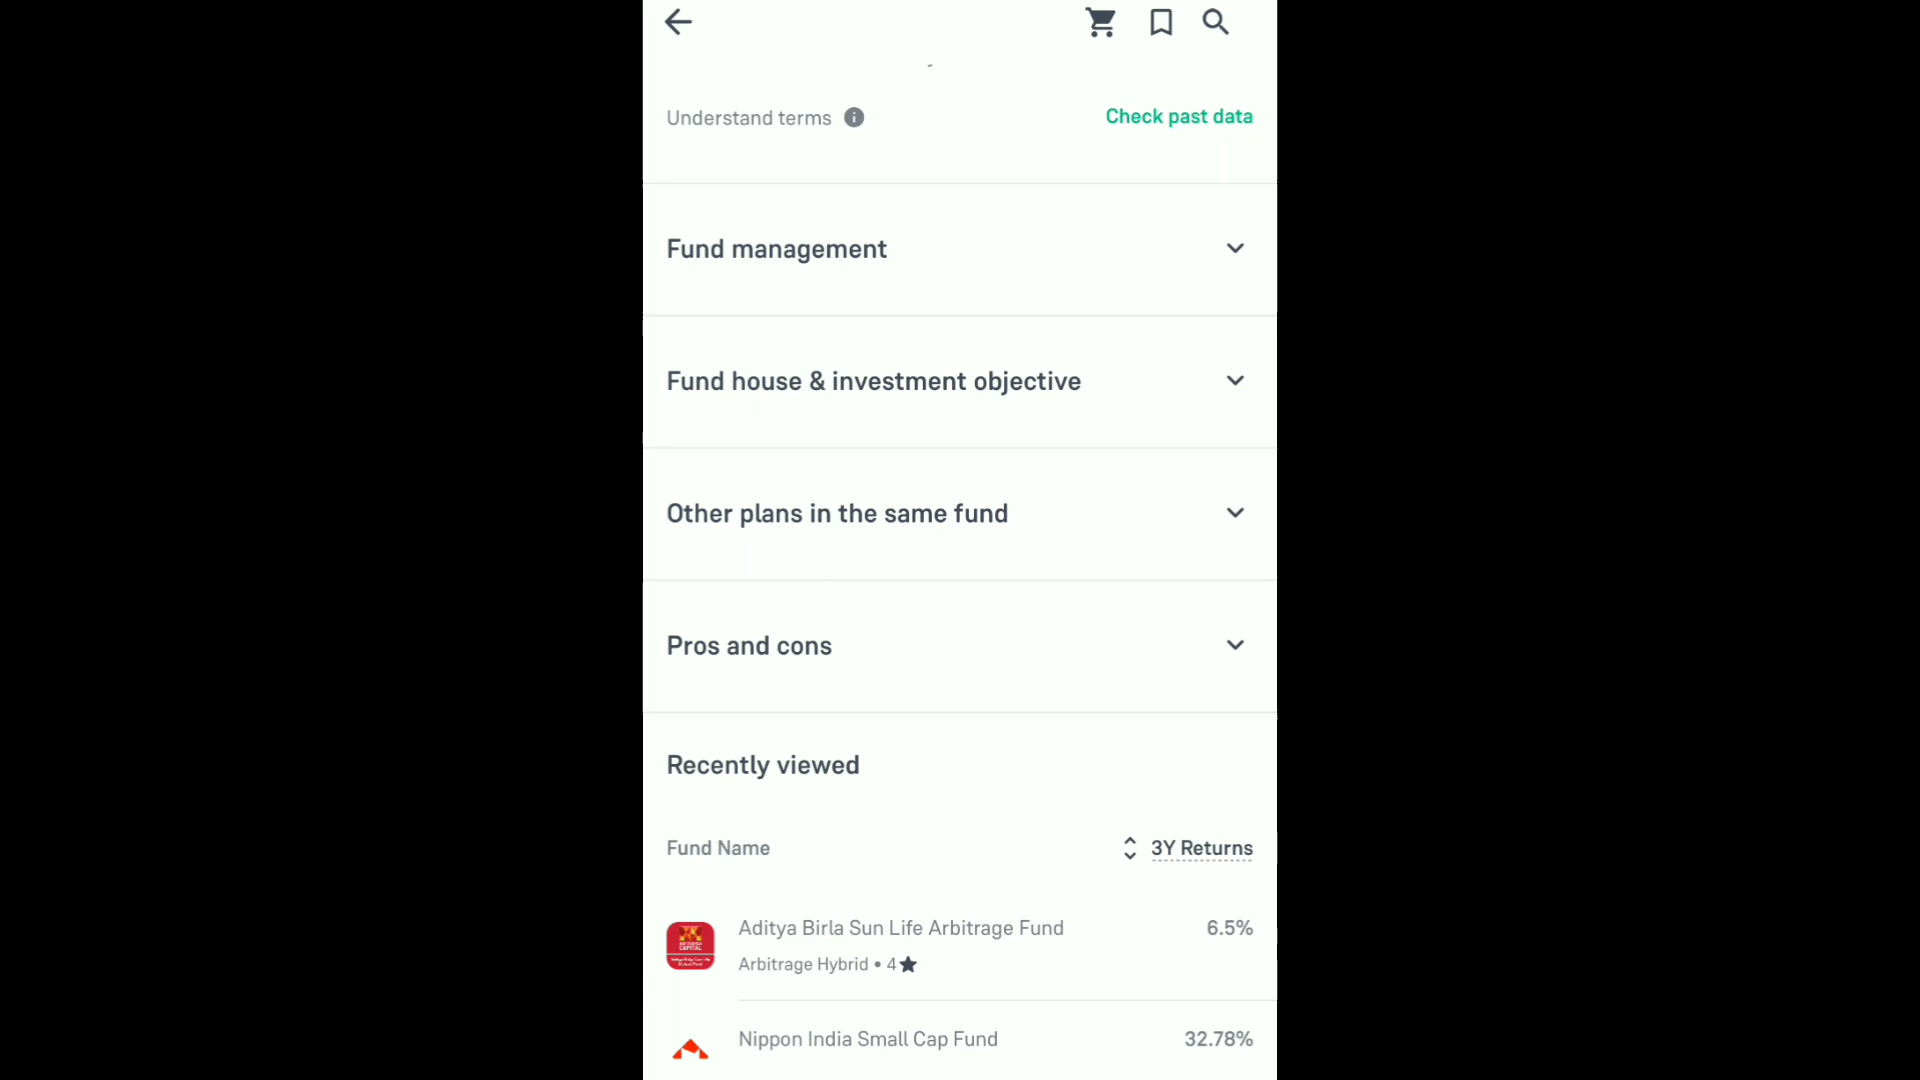 Understand terms
Check past data
Fund management
Fund house & investment objective
Other plans in the same fund
Pros and cons
Recently viewed
Fund Name
3Y Returns
Aditya Birla Sun Life Arbitrage Fund
6.5%
CAPITAL
Arbitrage Hybrid • 4★
Nippon India Small Cap Fund
32.78%